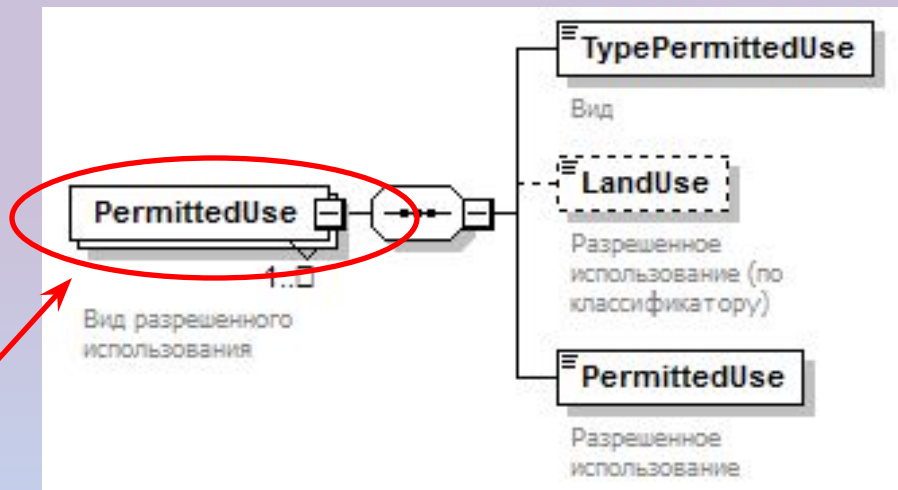 TypePermittedUse
Вид
PermittedUse
LandUse
1..□
Разрешенное
использование (по
классификатору)
Вид разрешенного
использования
PermittedUse
Разрешенное
использование